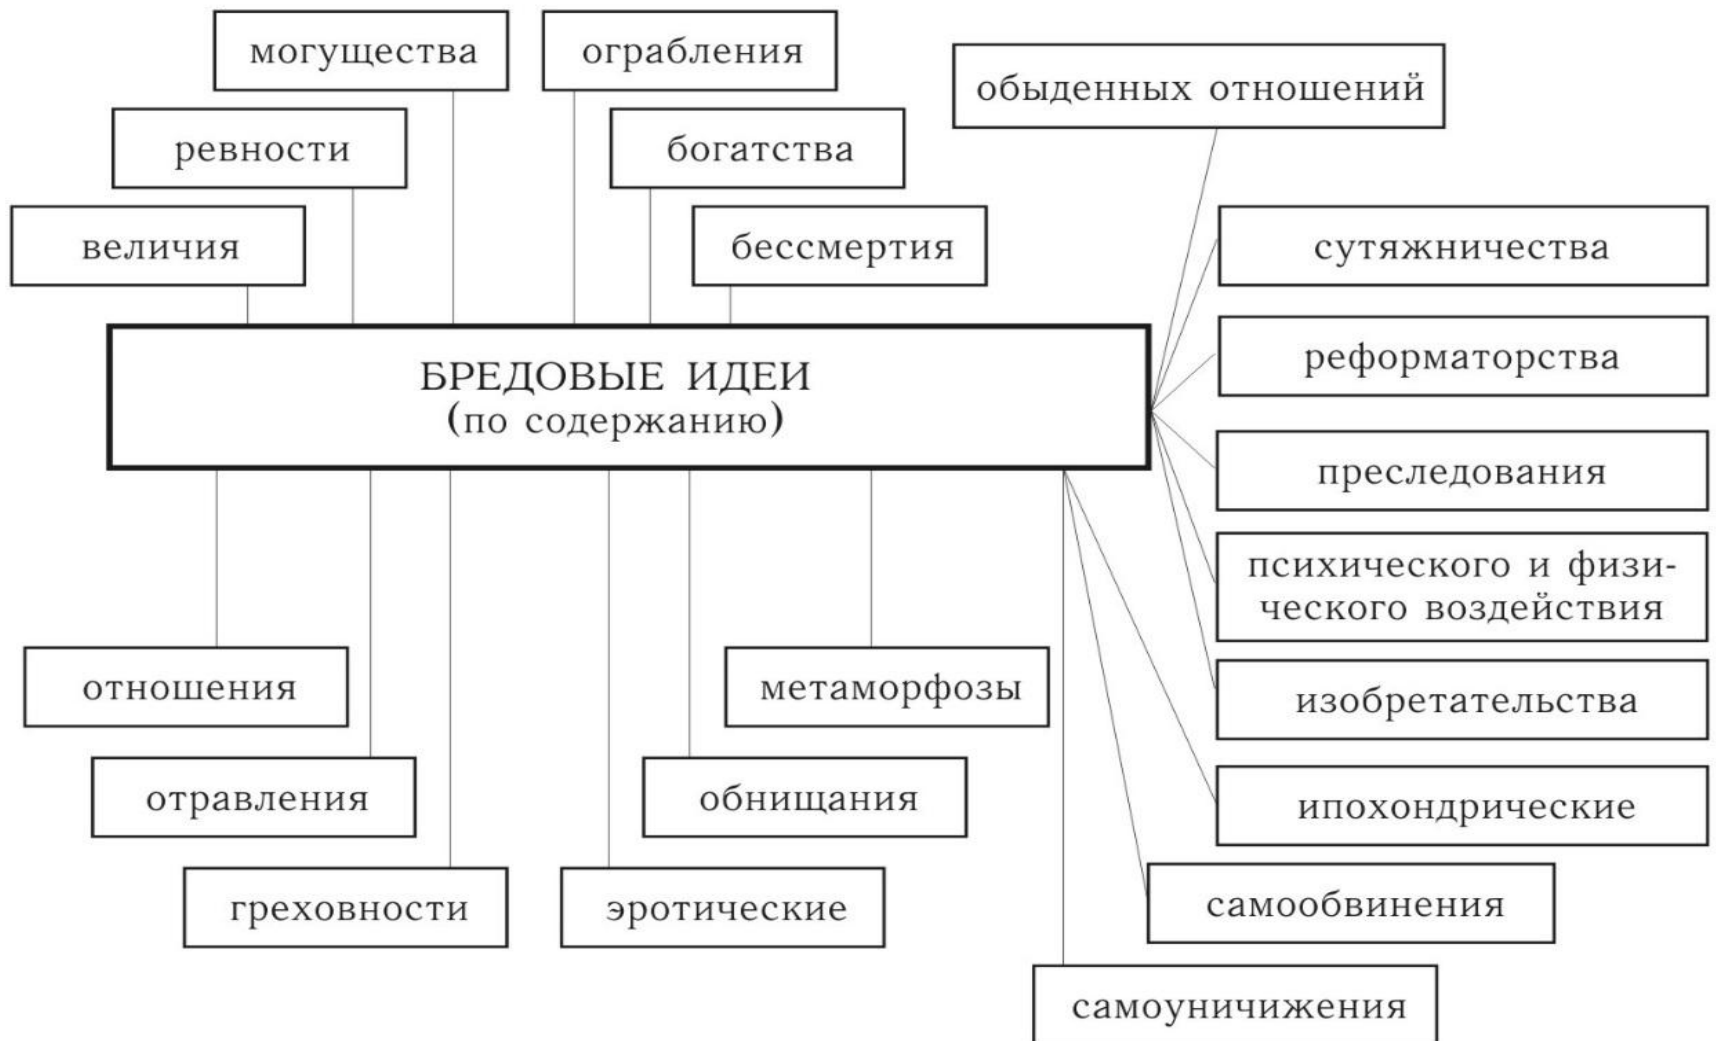 могущества
ограбления
обыденных отношений
ревности
богатства
величия
бессмертия
сутяжничества
БРЕДОВЫЕ ИДЕИ
(по содержанию)
реформаторства
преследования
психического и физи-
ческого воздействия
отношения
метаморфозы
изобретательства
отравления
обнищания
ипохондрические
греховности
эротические
самообвинения
самоуничижения